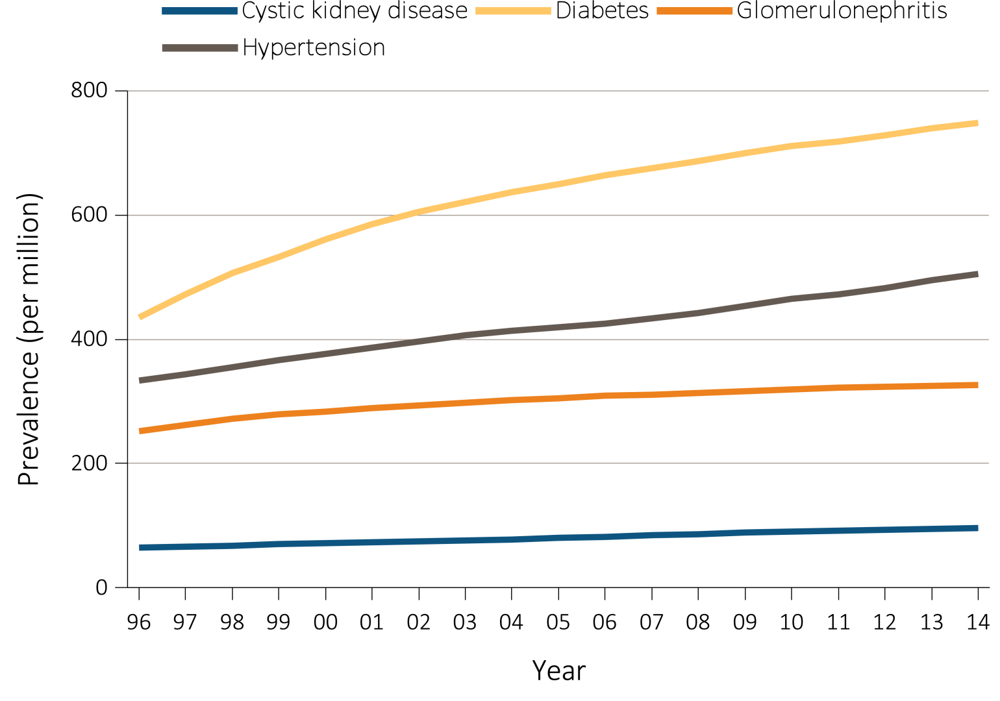 Cystic kidney disease Diabetes Glomerulonephritis
Hypertension
800
600
400
200
0
Prevalence (per million)
96 97 98 99 00 01 02 03 04 05 06 07 08 09 10 11 12 13 14
Year